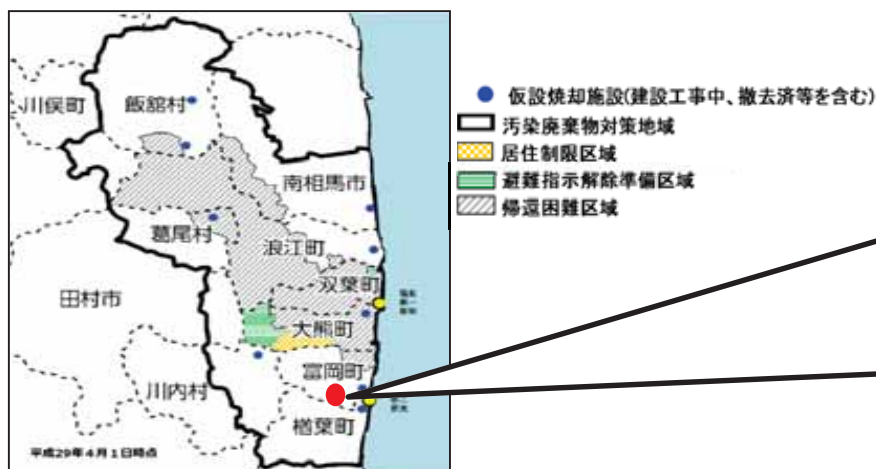 川俣町
飯舘村
南相馬市
葛尾村
浪江町
双葉町
田村市
大熊町
富岡町
川内村
楢葉町
平成29年4月1日時点
仮設焼却施設(建設工事中、撤去済等を含む)
汚染廃棄物対策地域
居住制限区域
避難指示解除準備区域
帰還困難区域